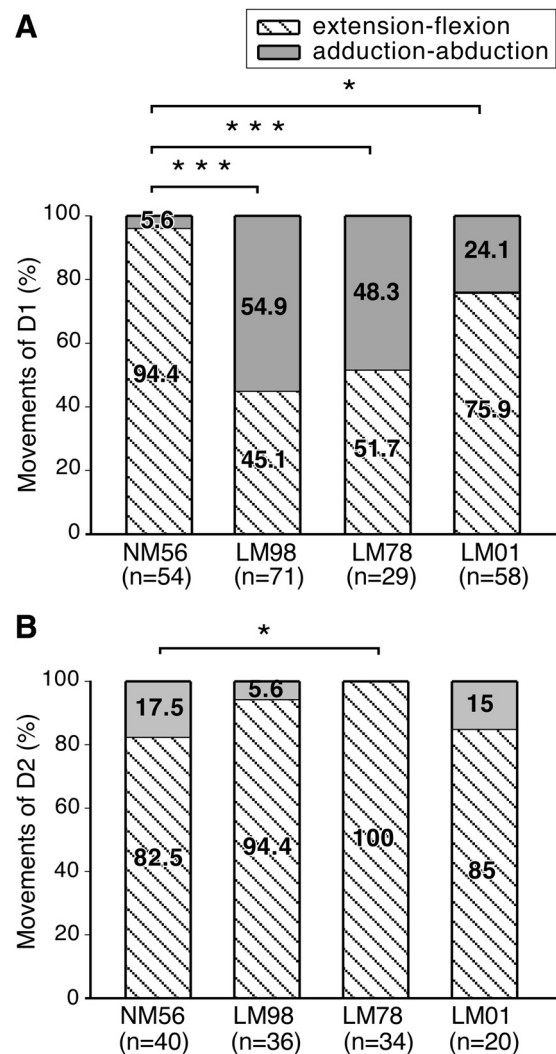 A
extension-flexion
adduction-abduction
*
* * *
* * *
Movements of D1 (%)
100
80
60
40
20
0
5.6
94.4
54.9
45.1
48.3
51.7
24.1
75.9
NM56 LM98 LM78 LM01
(n=54) (n=71) (n=29) (n=58)
B
*
Movements of D2 (%)
100
80
60
40
20
0
17.5
82.5
5.6
94.4
100
15
85
NM56 LM98 LM78 LM01
(n=40) (n=36) (n=34) (n=20)